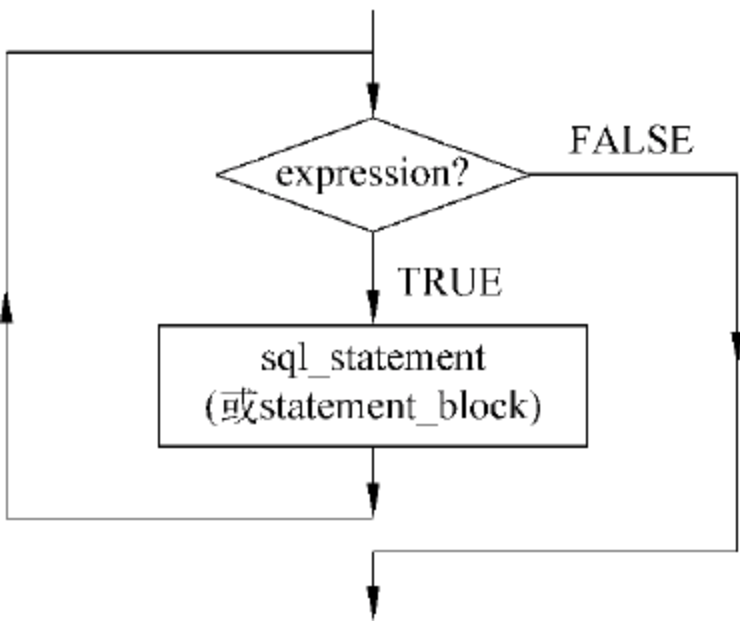 expression?
FALSE
TRUE
sql_statement
(或statement_block)